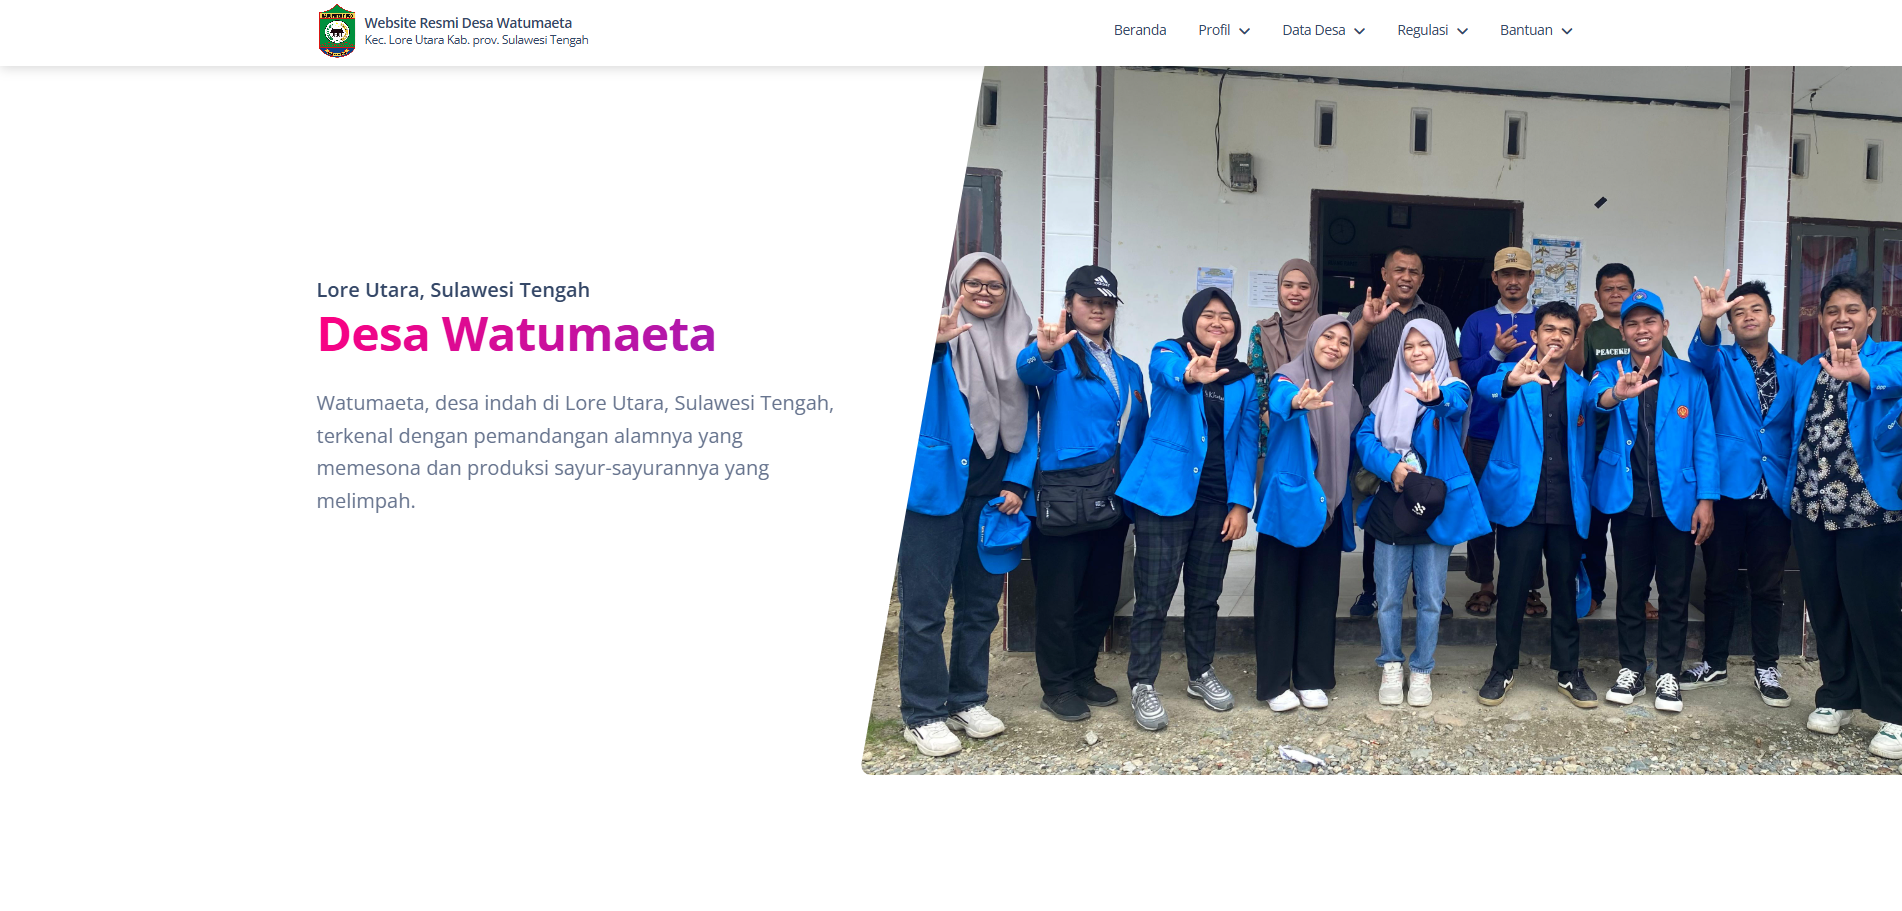 Website Resmi Desa Watumaeta
Kec. Lore Utara Kab. prov. Sulawesi Tengah
Beranda
Profil
Data Desa
Regulasi
Bantuan
Lore Utara, Sulawesi Tengah
Desa Watumaeta
Watumaeta, desa indah di Lore Utara, Sulawesi Tengah,
terkenal dengan pemandangan alamnya yang
memesona dan produksi sayur-sayurannya yang
melimpah.